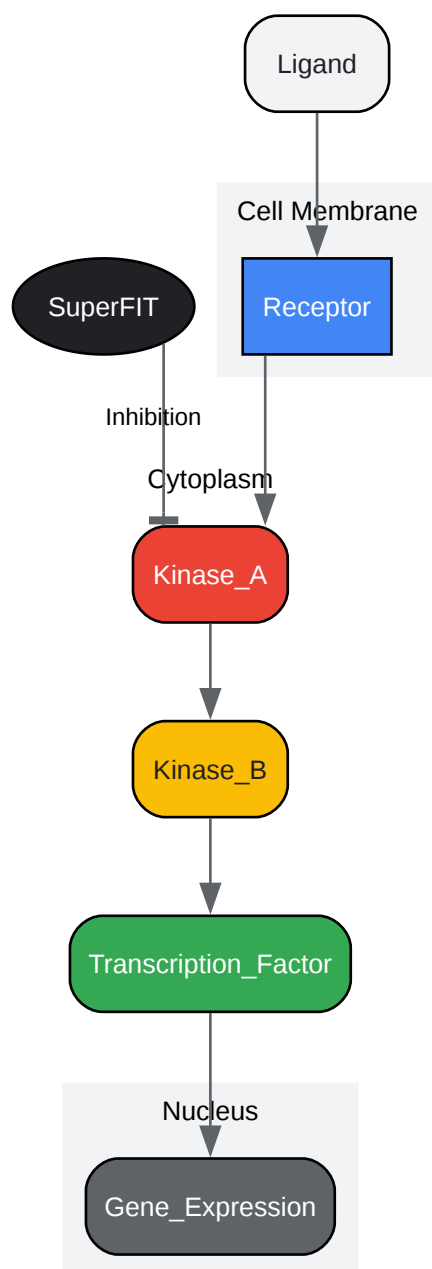 Ligand
Cell Membrane
SuperFIT
Receptor
Inhibition
Cytoplasm
Kinase_A
Kinase_B
Transcription_Factor
Nucleus
Gene_Expression